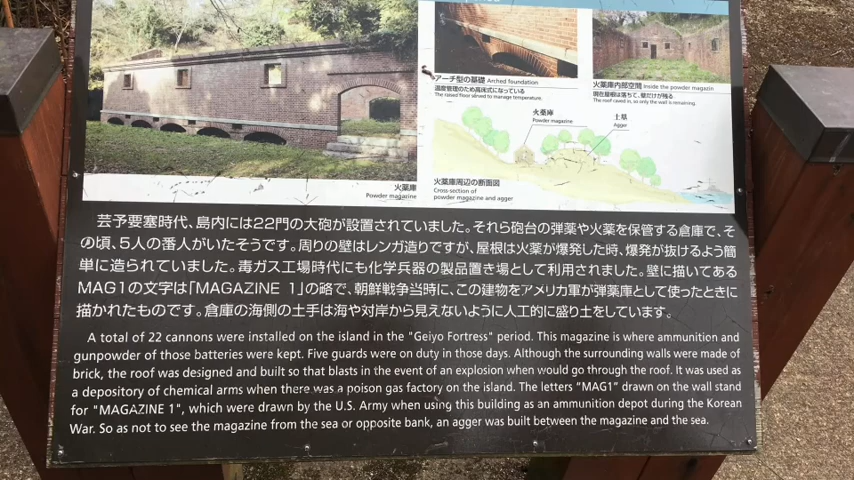 アーチ型の基礎 Arched foundation
温度管理のため高床式になっている
The raised floor served to manage temperature.
火薬庫内部空間 Inside the powder magazin
現在屋根は落ちて、壁だけが残る
The roof caved in, so only the wall is remaining.
火薬庫
Powder magazine
土塁
Agger
火薬庫
Powder magazine
火薬庫周辺の断面図
Cross-section of
powder magazine and agger
芸予要塞時代、島内には22門の大砲が設置されていました。それら砲台の弾薬や火薬を保管する倉庫で、そ
の頃、5人の番人がいたそうです。周りの壁はレンガ造りですが、屋根は火薬が爆発した時、爆発が抜けるよう簡
単に造られていました。毒ガス工場時代にも化学兵器の製品置き場として利用されました。壁に描いてある
MAG1の文字は「MAGAZINE 1」の略で、朝鮮戦争当時に、この建物をアメリカ軍が弾薬庫として使ったときに
描かれたものです。倉庫の海側の土手は海や対岸から見えないように人工的に盛り土をしています。
A total of 22 cannons were installed on the island in the "Geiyo Fortress" period. This magazine is where ammunition and
gunpowder of those batteries were kept. Five guards were on duty in those days. Although the surrounding walls were made of
brick, the roof was designed and built so that blasts in the event of an explosion when would go through the roof. It was used as
a depository of chemical arms when there was a poison gas factory on the island. The letters "MAG1" drawn on the wall stand
for "MAGAZINE 1", which were drawn by the U.S. Army when using this building as an ammunition depot during the Korean
War. So as not to see the magazine from the sea or opposite bank, an agger was built between the magazine and the sea.